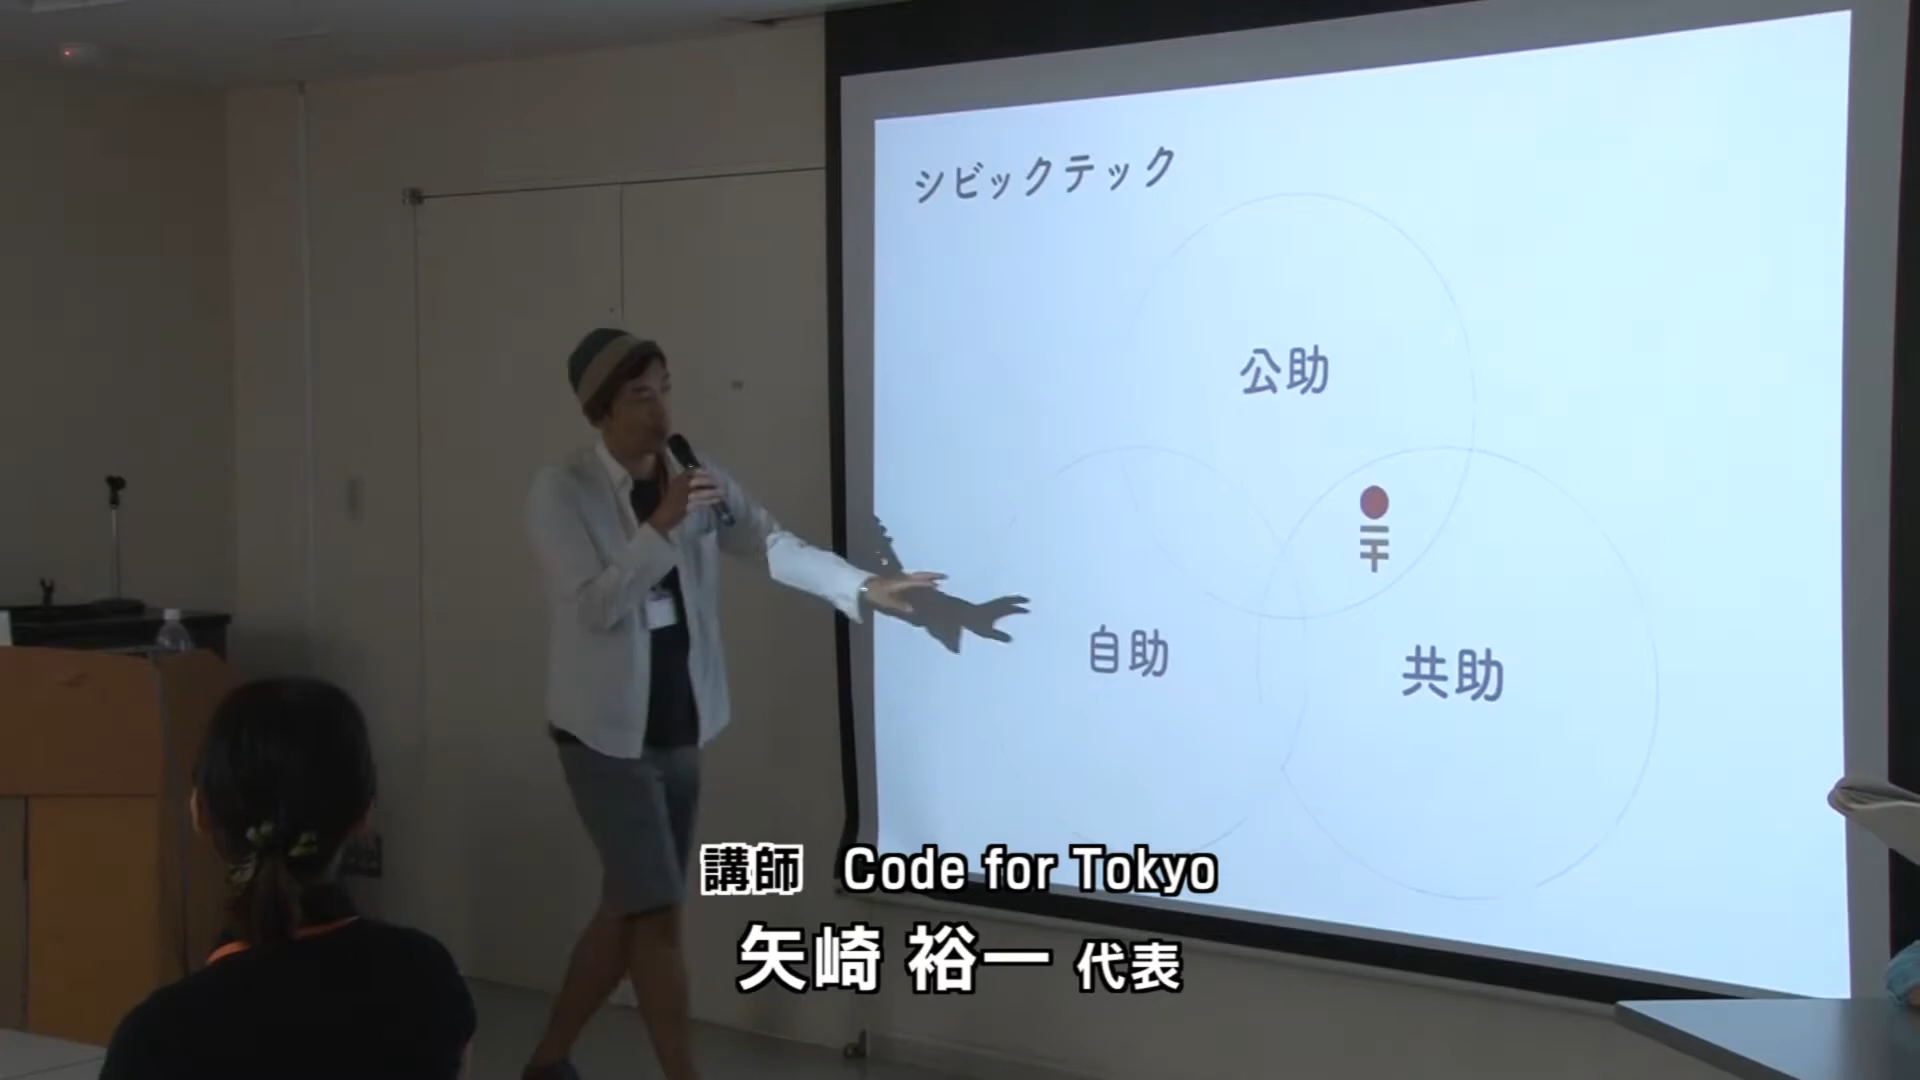 シビックテック
公助
自助
共助
講師 Code for Tokyo
矢崎 裕一 代表